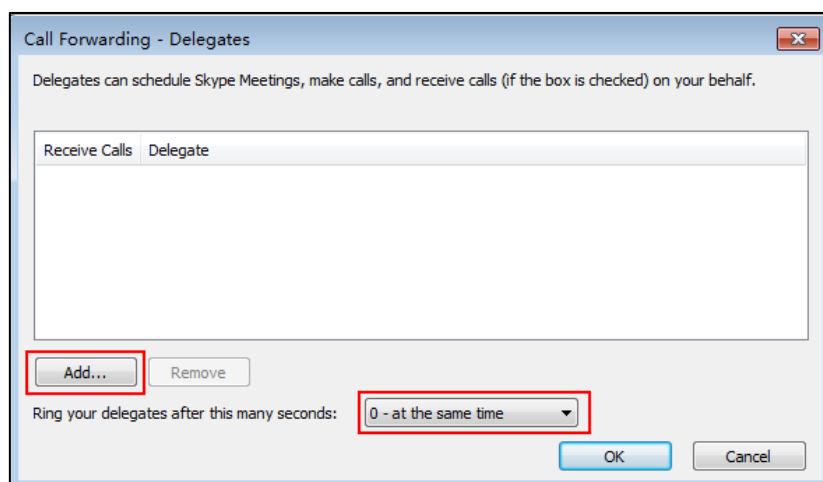 Call Forwarding - Delegates
Delegates can schedule Skype Meetings, make calls, and receive calls (if the box is checked) on your behalf.
Receive Calls Delegate
Add... Remove
Ring your delegates after this many seconds: 0 - at the same time
OK Cancel